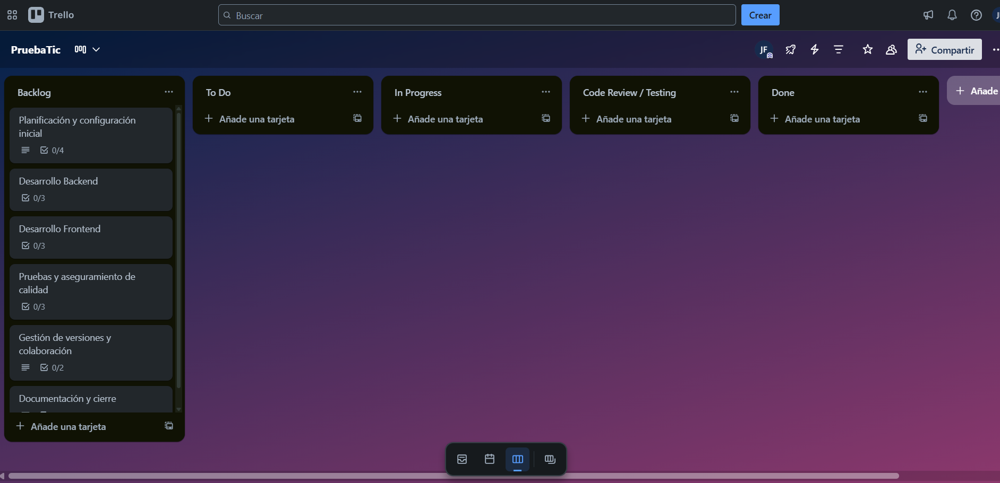 Trello
Buscar
Crear
PruebaTic
JF
Compartir
Backlog
Planificación y configuración
inicial
0/4
Desarrollo Backend
0/3
Desarrollo Frontend
0/3
Pruebas y aseguramiento de
calidad
0/3
Gestión de versiones y
colaboración
0/2
Documentación y cierre
Añade una tarjeta
To Do
Añade una tarjeta
In Progress
Añade una tarjeta
Code Review / Testing
Añade una tarjeta
Done
Añade una tarjeta
Añade